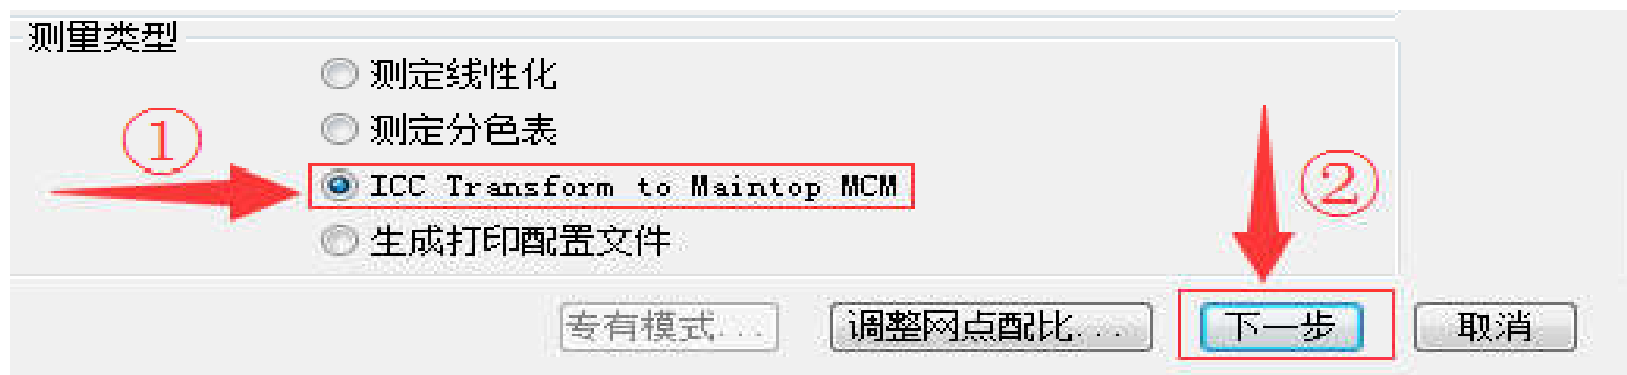 测量类型
测定线性化
测定分色表
①
ICC Transform to Maintop MCM
②
生成打印配置文件
专有模式...
调整网点配比...
下一步
取消